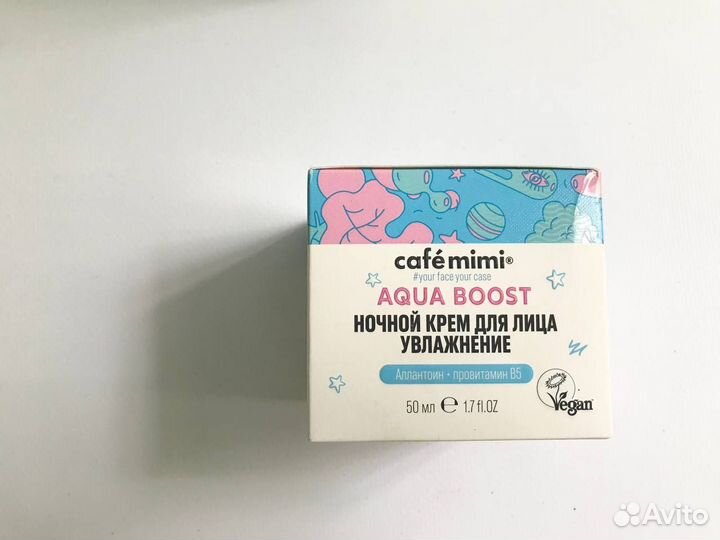 café mimi®
#your face your case
AQUA BOOST
НОЧНОЙ КРЕМ ДЛЯ ЛИЦА
УВЛАЖНЕНИЕ
Аллантоин • провитамин В5
50 мл ℮ 1.7 fl.OZ
Vegan
Avito